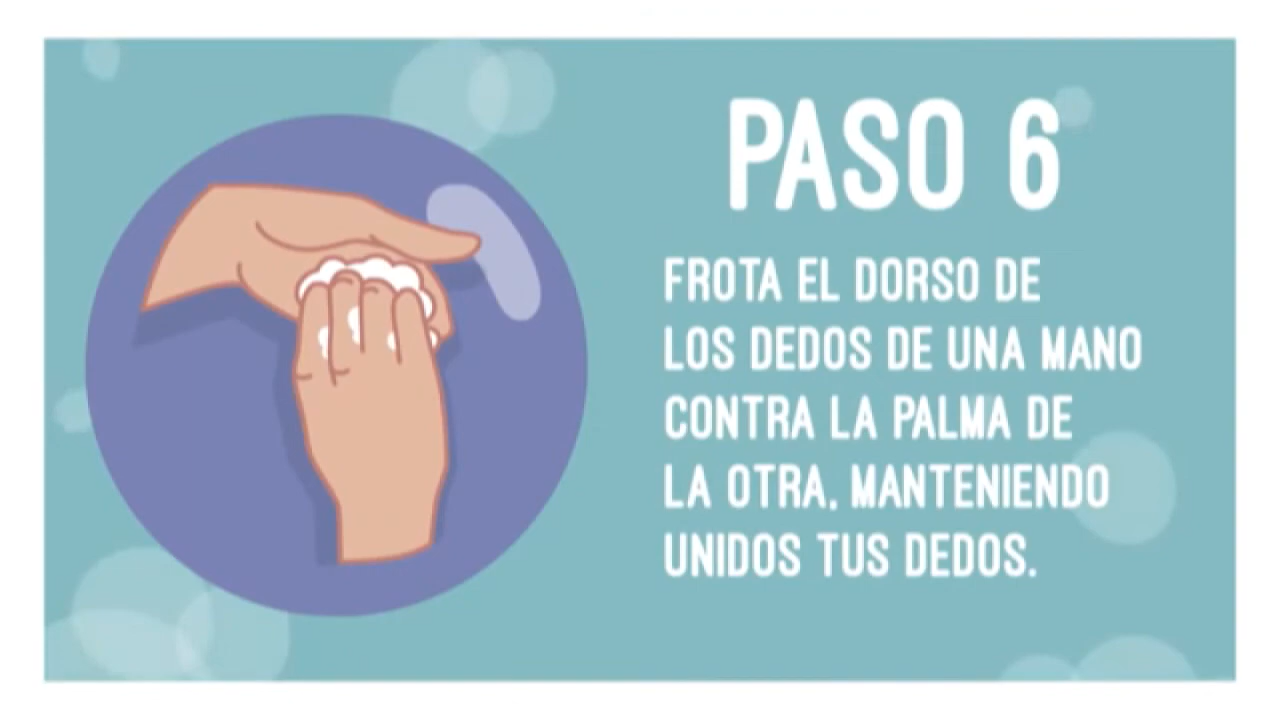 PASO 6
FROTA EL DORSO DE
LOS DEDOS DE UNA MANO
CONTRA LA PALMA DE
LA OTRA, MANTENIENDO
UNIDOS TUS DEDOS.